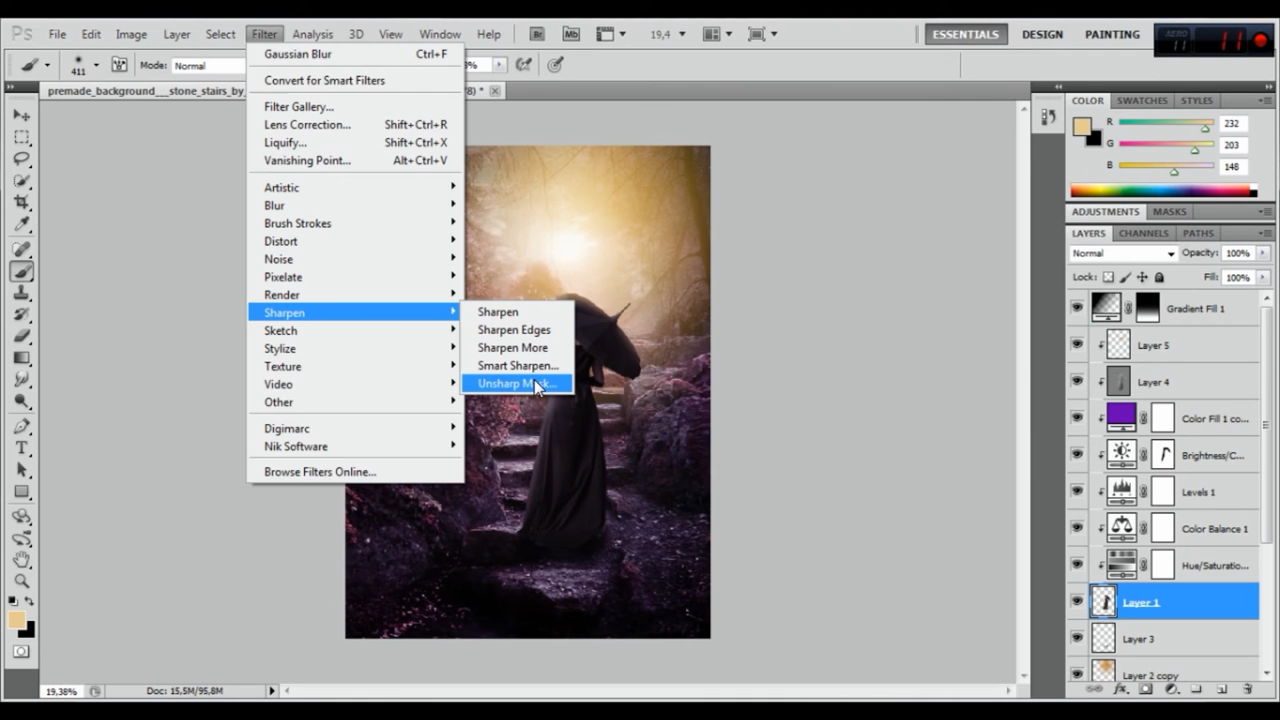 Ps File Edit Image Layer Select Filter Analysis 3D View Window Help Br Mb 19,4 ESSENTIALS DESIGN PAINTING
411 Mode: Normal
premade_background___stone_stairs_by_
Gaussian Blur Ctrl+F
Convert for Smart Filters
Filter Gallery...
Lens Correction... Shift+Ctrl+R
Liquify... Shift+Ctrl+X
Vanishing Point... Alt+Ctrl+V
Artistic
Blur
Brush Strokes
Distort
Noise
Pixelate
Render
Sharpen
Sketch
Stylize
Texture
Video
Other
Digimarc
Nik Software
Browse Filters Online...
Sharpen
Sharpen Edges
Sharpen More
Smart Sharpen...
Unsharp Mask...
COLOR SWATCHES STYLES
R 232
G 203
B 148
ADJUSTMENTS MASKS
LAYERS CHANNELS PATHS
Normal Opacity: 100%
Lock: Fill: 100%
Gradient Fill 1
Layer 5
Layer 4
Color Fill 1 co...
Brightness/C...
Levels 1
Color Balance 1
Hue/Saturatio...
Layer 1
Layer 3
Layer 2 copy
19,38% Doc: 15,5M/95,8M